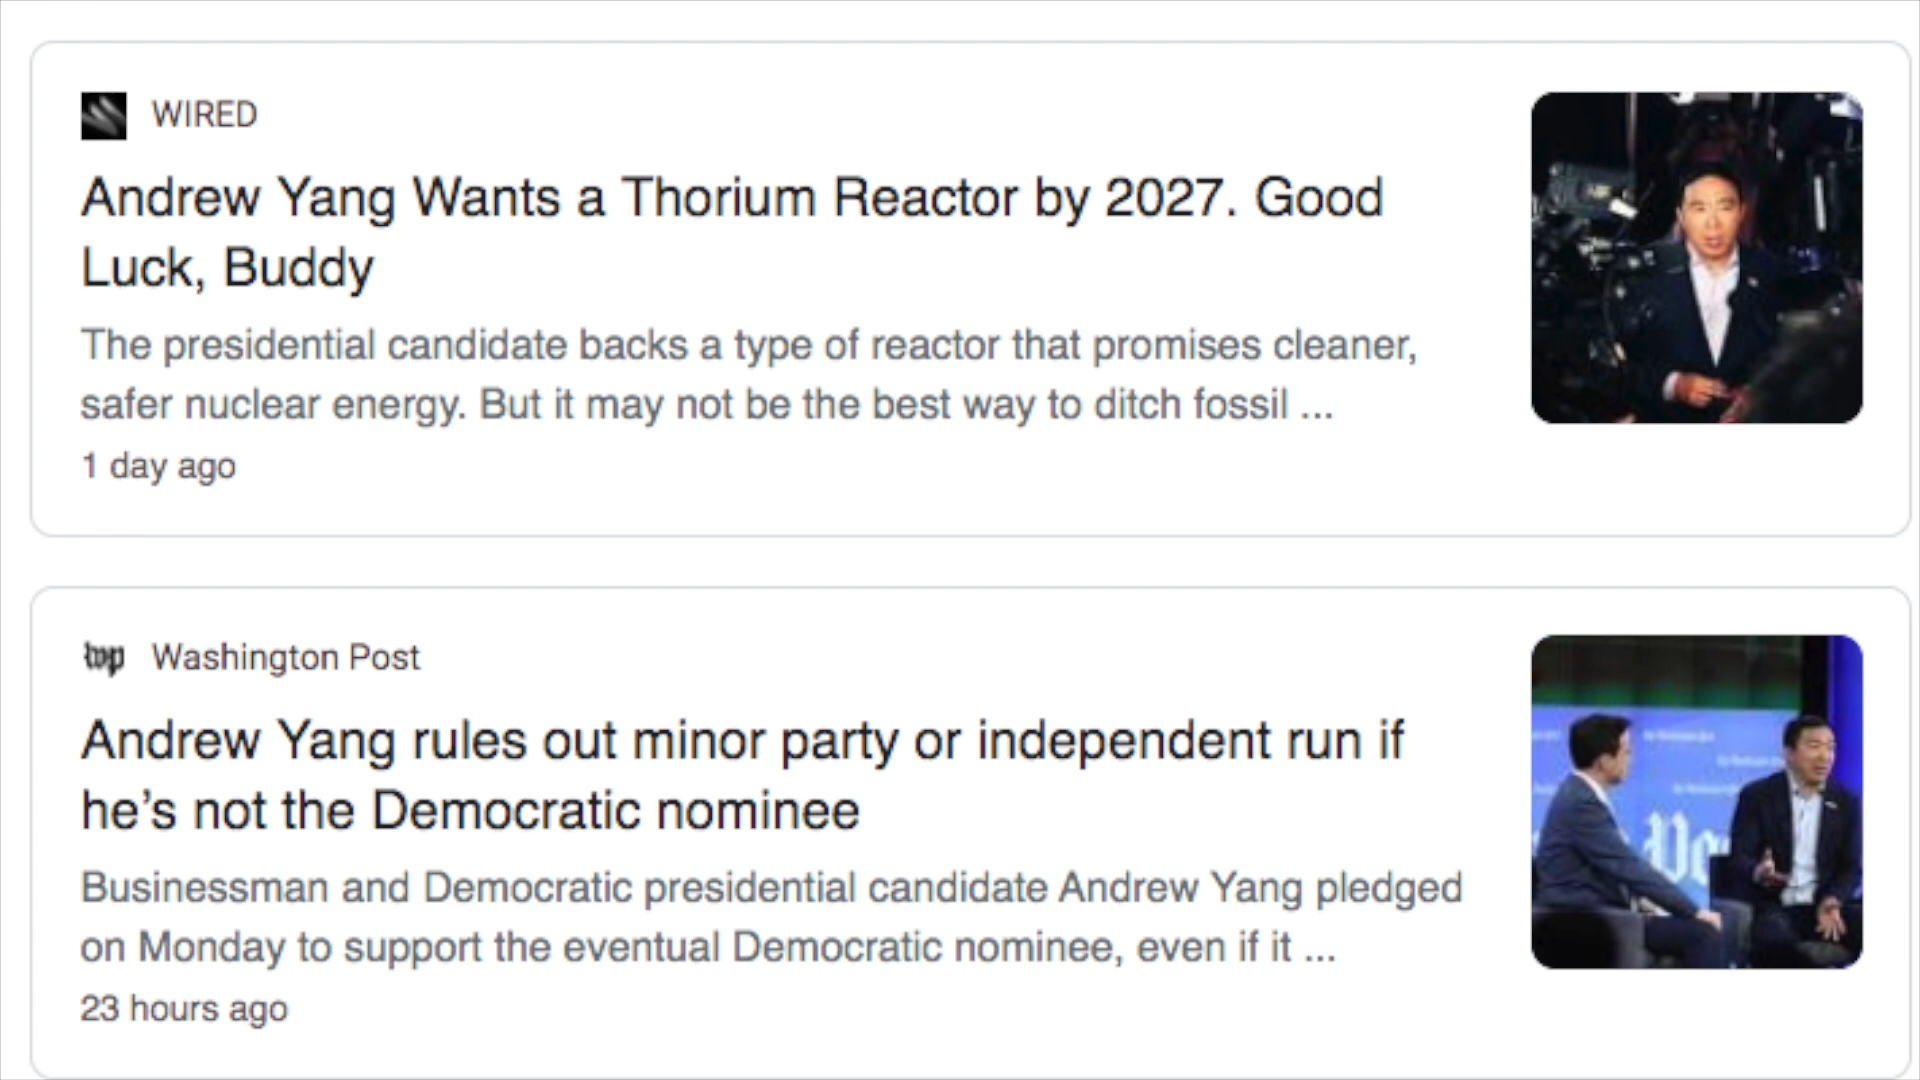 WIRED
Andrew Yang Wants a Thorium Reactor by 2027. Good
Luck, Buddy
The presidential candidate backs a type of reactor that promises cleaner,
safer nuclear energy. But it may not be the best way to ditch fossil ...
1 day ago
wp Washington Post
Andrew Yang rules out minor party or independent run if
he’s not the Democratic nominee
Businessman and Democratic presidential candidate Andrew Yang pledged
on Monday to support the eventual Democratic nominee, even if it ...
23 hours ago